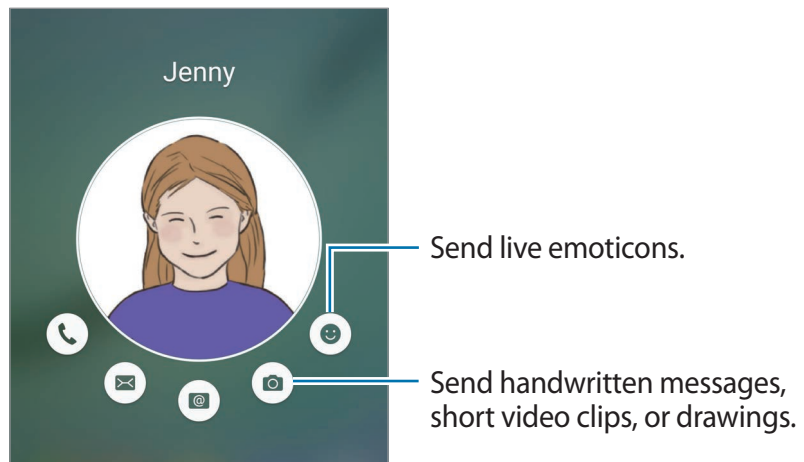 Jenny
Send live emoticons.
@
Send handwritten messages,
short video clips, or drawings.